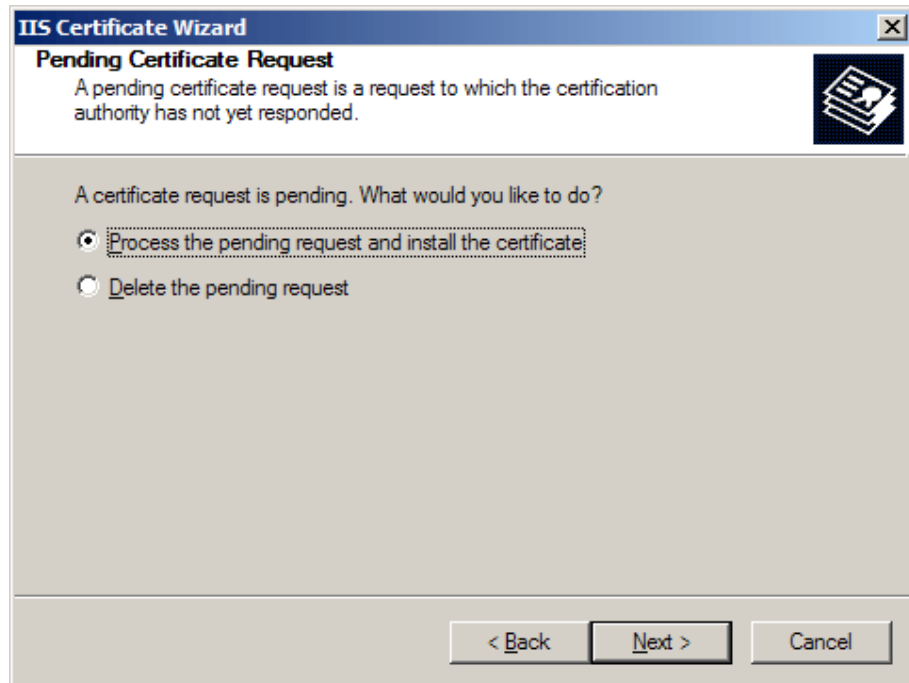 IIS Certificate Wizard
Pending Certificate Request
A pending certificate request is a request to which the certification
authority has not yet responded.
A certificate request is pending. What would you like to do?
Process the pending request and install the certificate
Delete the pending request
< Back
Next >
Cancel